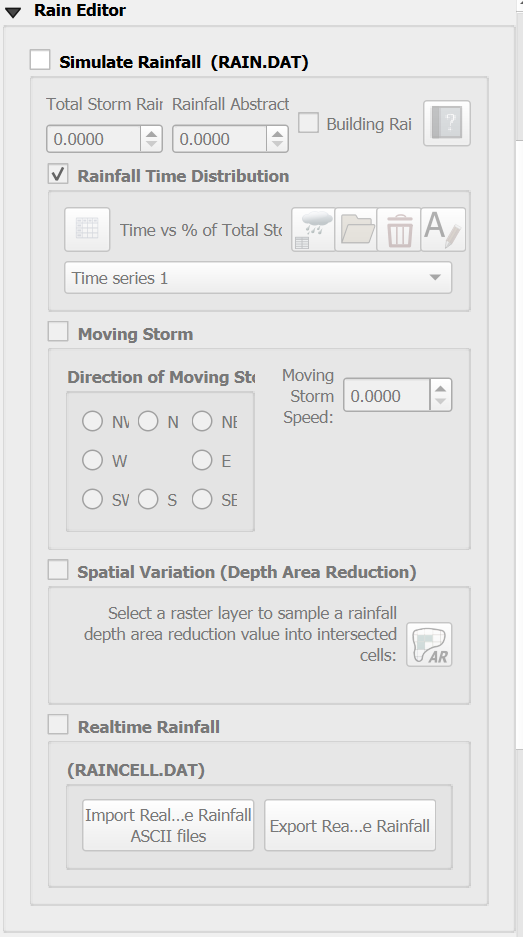 Rain Editor
Simulate Rainfall (RAIN.DAT)
Total Storm Rair Rainfall Abstract
0.0000 0.0000 Building Rai
Rainfall Time Distribution
Time vs % of Total Sto
Time series 1
Moving Storm
Direction of Moving Sto
Moving
Storm
Speed:
0.0000
NW N NE
W E
SW S SE
Spatial Variation (Depth Area Reduction)
Select a raster layer to sample a rainfall
depth area reduction value into intersected
cells:
AR
Realtime Rainfall
(RAINCELL.DAT)
Import Real...e Rainfall
ASCII files
Export Rea...e Rainfall